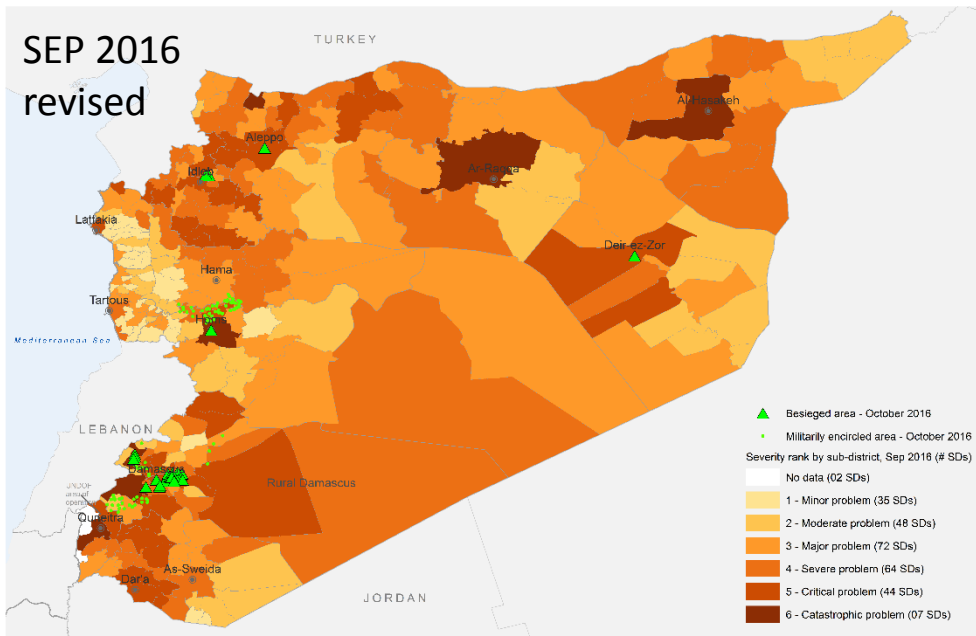 SEP 2016
revised
TURKEY
Al-Hasakeh
Aleppo
Ar-Raqqa
Idleb
Lattakia
Deir-ez-Zor
Hama
Tartous
Homs
Mediterranean Sea
LEBANON
Damascus
Rural Damascus
UNDOF
Quneitra
As-Sweida
Dar'a
JORDAN
Besieged area - October 2016
Militarily encircled area - October 2016
Severity rank by sub-district, Sep 2016 (# SDs)
No data (02 SDs)
1 - Minor problem (35 SDs)
2 - Moderate problem (48 SDs)
3 - Major problem (72 SDs)
4 - Severe problem (64 SDs)
5 - Critical problem (44 SDs)
6 - Catastrophic problem (07 SDs)